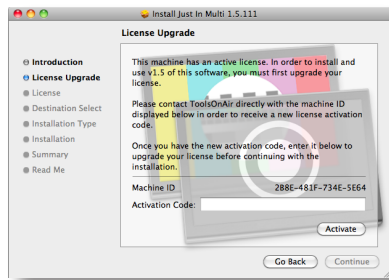 Install Just In Multi 1.5.111
License Upgrade
Introduction
License Upgrade
License
Destination Select
Installation Type
Installation
Summary
Read Me
This machine has an active license. In order to install and
use v1.5 of this software, you must first upgrade your
license.
Please contact ToolsOnAir directly with the machine ID
displayed below in order to receive a new license activation
code.
Once you have the new activation code, enter it below to
upgrade your license before continuing with the
installation.
Machine ID 2B8E-481F-734E-5E64
Activation Code:
Activate
Go Back Continue